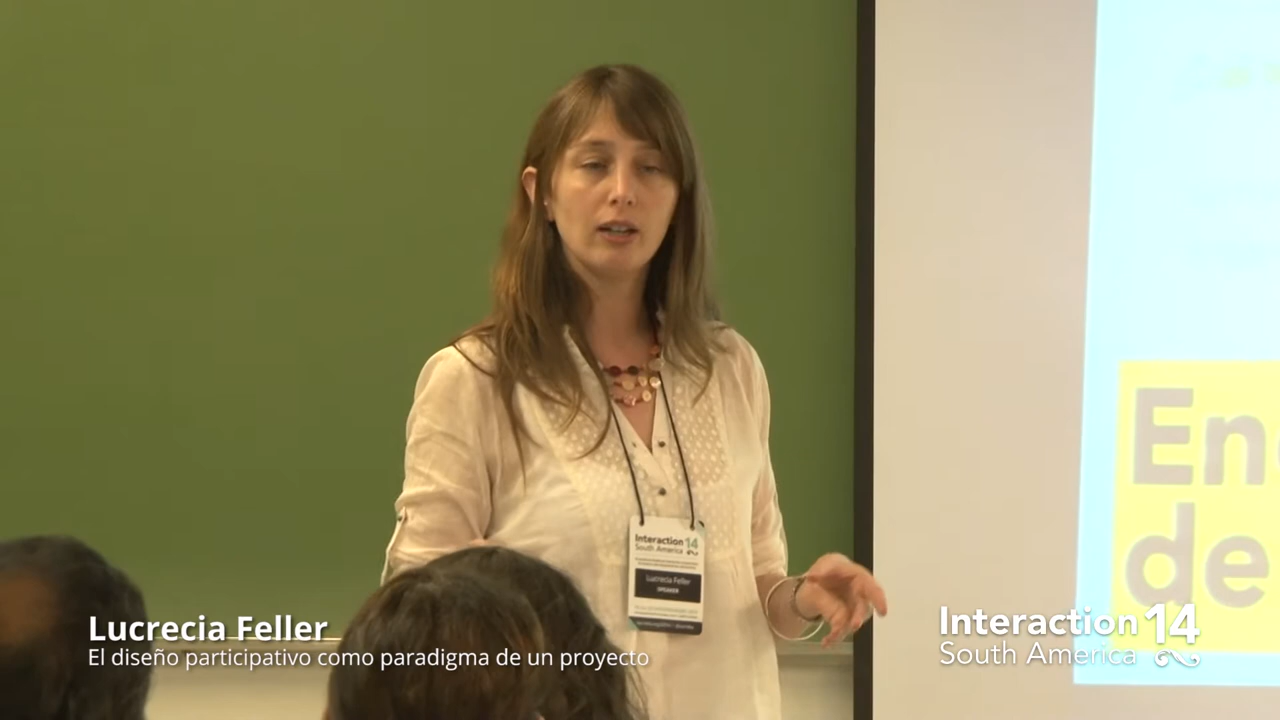 En
de
Interaction 14
South America
Lucrecia Feller
SPEAKER
Lucrecia Feller
El diseño participativo como paradigma de un proyecto
Interaction 14
South America